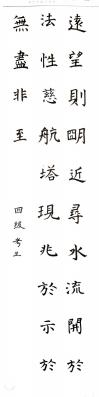 遠望則明近尋水流開於
法性慈航塔現兆於示於
無盡非至
四級考生